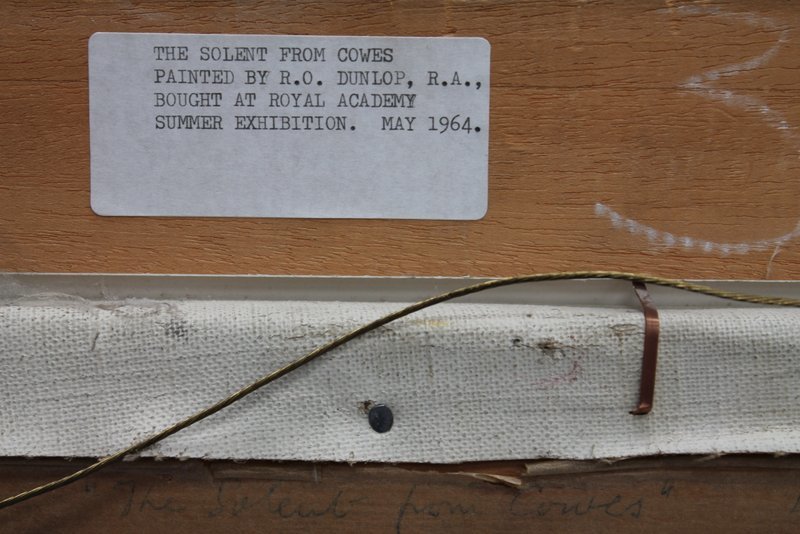 THE SOLENT FROM COWES
PAINTED BY R.O. DUNLOP, R.A.,
BOUGHT AT ROYAL ACADEMY
SUMMER EXHIBITION.  MAY 1964.
3
"The Solent from Cowes"